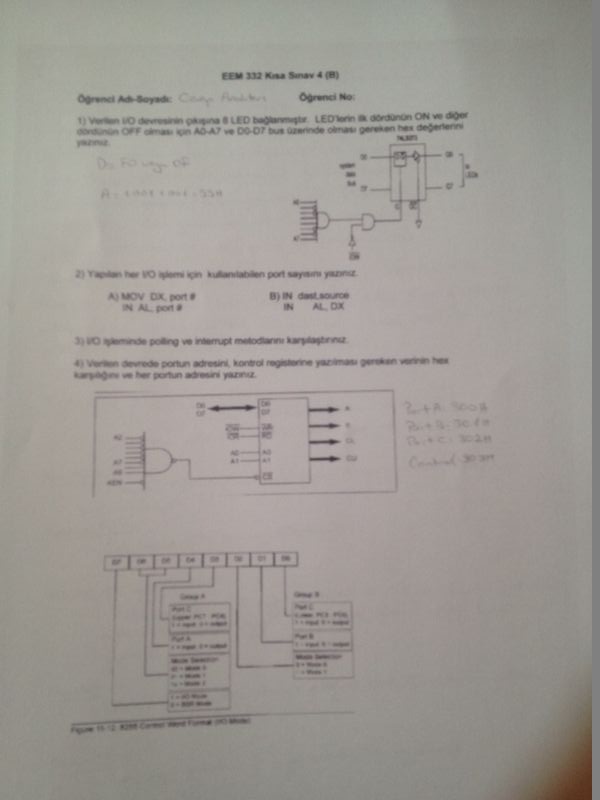 EEM 332 Kısa Sınav 4 (B)
Öğrenci Adı-Soyadı: Öğrenci No:
1) Verilen I/O devresinin çıkışına 8 LED bağlanmıştır. LED'lerin ilk dördünün ON ve diğer
dördünün OFF olması için A0-A7 ve D0-D7 bus üzerinde olması gereken hex değerlerini
yazınız.
74LS373
D= F0 veya 0F
A0
A7
IOW
2) Yapılan her I/O işlemi için kullanılabilen port sayısını yazınız.
A) MOV DX, port # B) IN dest,source
IN AL, port # IN AL, DX
3) I/O işleminde polling ve interrupt metodlarını karşılaştırınız.
4) Verilen devrede portun adresini, kontrol registerine yazılması gereken verinin hex
karşılığını ve her portun adresini yazınız.
Port A: 300H
Port B: 301H
Port C: 302H
Control: 303H
D0
D7
D0
D7
A
CL
CU
A2
A7
A0
A1
A0
A1
AEN
CS
D7 D6 D5 D4 D3 D2 D1 D0
Group A
Port C
(Upper PC7 - PC4)
1 = input, 0 = output
Port A
1 = input, 0 = output
Mode Selection
00 = Mode 0
01 = Mode 1
1x = Mode 2
1 = I/O Mode
0 = BSR Mode
Group B
Port C
(Lower PC3 - PC0)
1 = input, 0 = output
Port B
1 = input, 0 = output
Mode Selection
0 = Mode 0
1 = Mode 1
Figure 11-12. 8255 Control Word Format (I/O Mode)